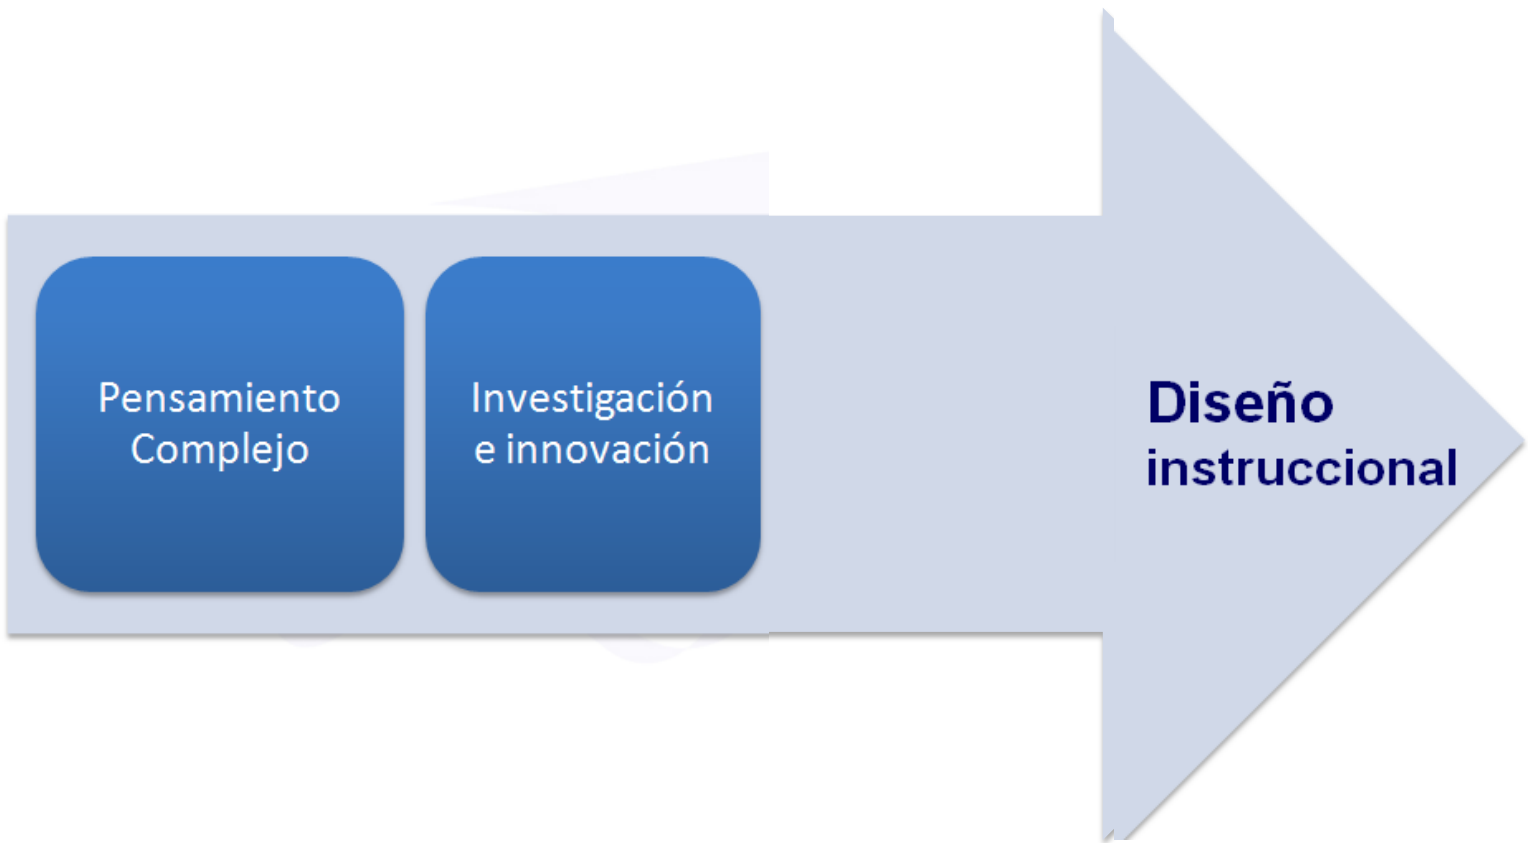 Pensamiento
Complejo
Investigación
e innovación
Diseño
instruccional